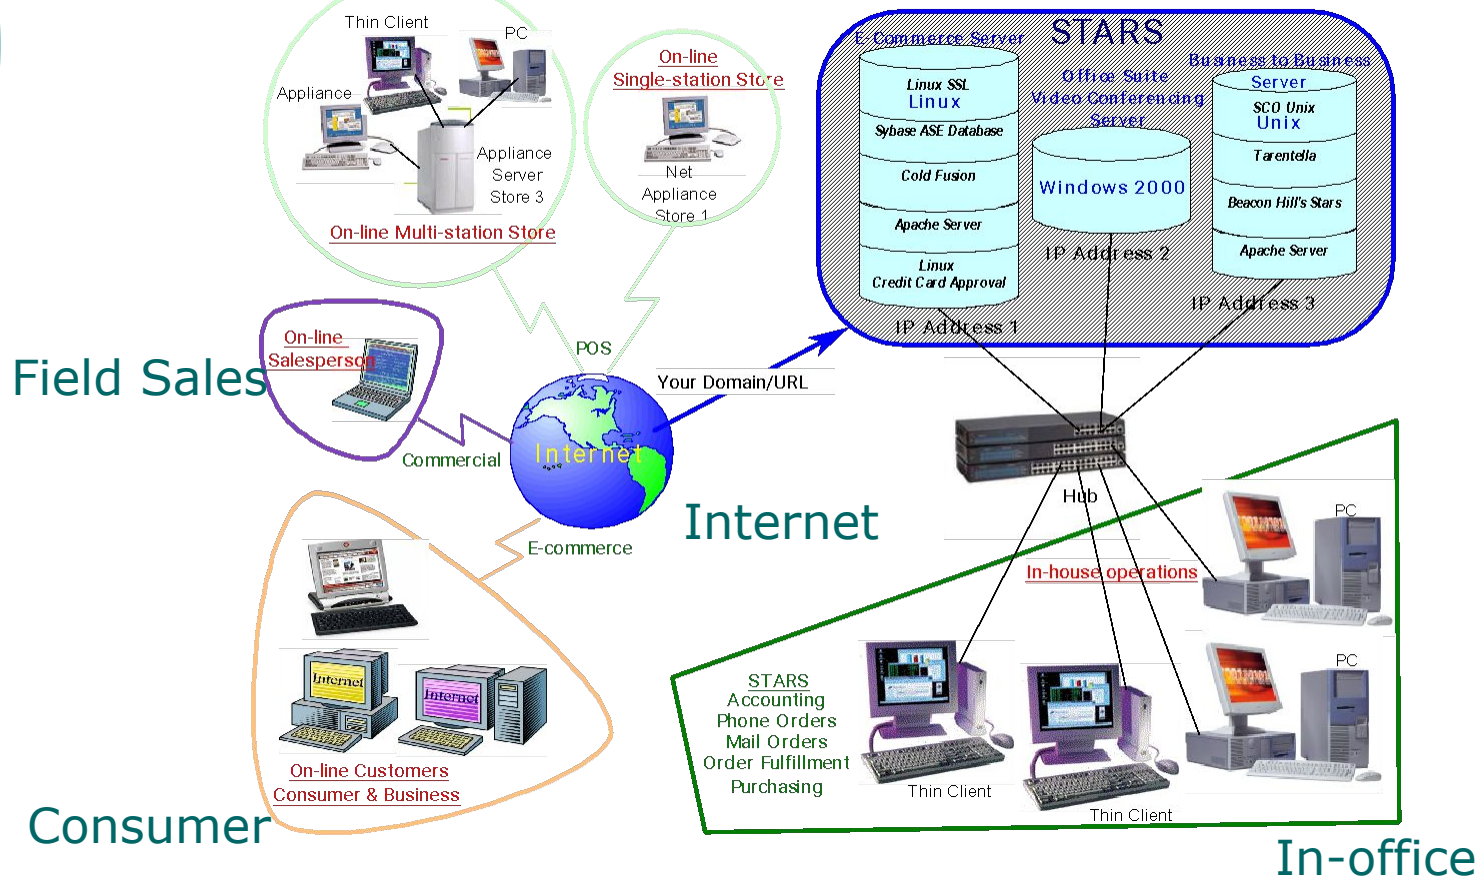 Thin Client
PC
Appliance
Appliance
Server
Store 3
On-line Multi-station Store
On-line
Single-station Store
Net
Appliance
Store 1
STARS
E-Commerce Server
Linux SSL
Linux
Sybase ASE Database
Cold Fusion
Apache Server
Linux
Credit Card Approval
IP Address 1
Office Suite
Video Conferencing
Server
Windows 2000
IP Address 2
Business to Business
Server
SCO Unix
Unix
Tarentella
Beacon Hill's Stars
Apache Server
IP Address 3
On-line
Salesperson
Field Sales
POS
Your Domain/URL
Commercial
Internet
Internet
E-commerce
Hub
Internet
Internet
On-line Customers
Consumer & Business
Consumer
In-house operations
PC
PC
STARS
Accounting
Phone Orders
Mail Orders
Order Fulfillment
Purchasing
Thin Client
Thin Client
In-office